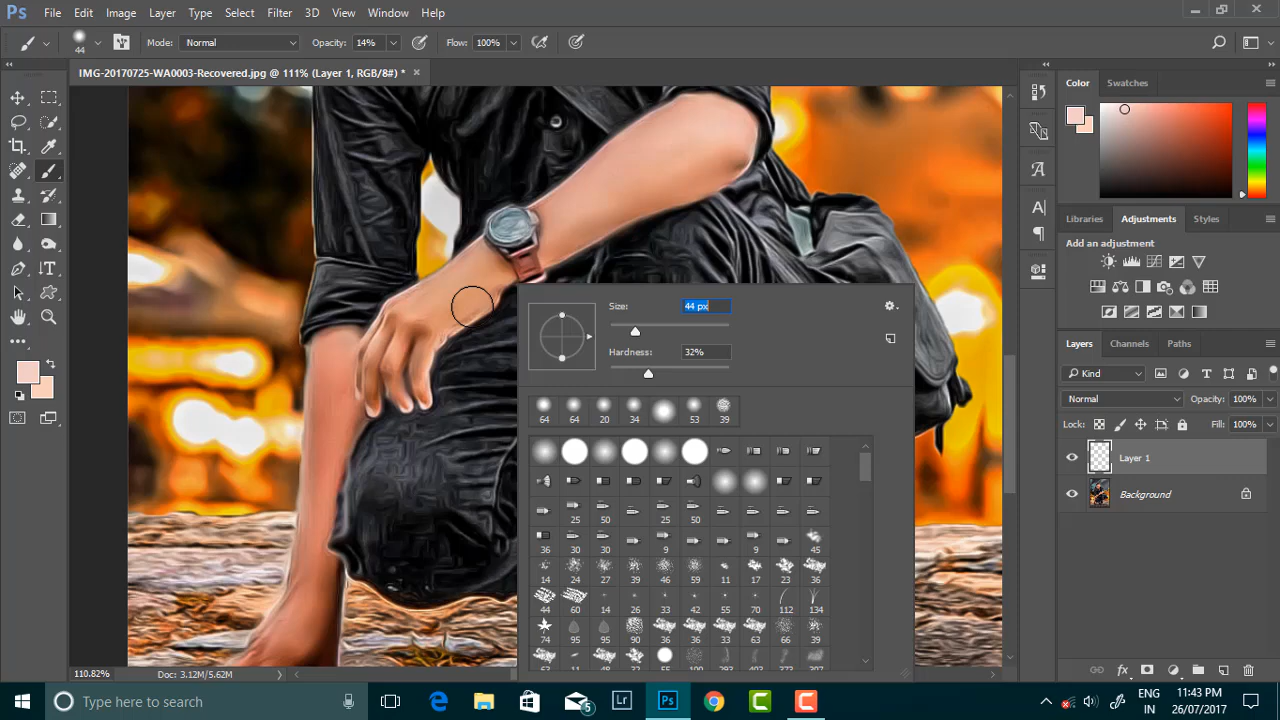 Ps File Edit Image Layer Type Select Filter 3D View Window Help
44 Mode: Normal Opacity: 14% Flow: 100%
IMG-20170725-WA0003-Recovered.jpg @ 111% (Layer 1, RGB/8#) *
Color Swatches
Libraries Adjustments Styles
Add an adjustment
Size: 44 px
Hardness: 32%
64 64 20 34 53 39
25 50 25 50
36 30 30 9 9 45
14 24 27 39 46 59 11 17 23 36
44 60 14 26 33 42 55 70 112 134
74 95 95 90 36 36 33 63 66 39
Layers Channels Paths
Kind
Normal Opacity: 100%
Lock: Fill: 100%
Layer 1
Background
110.82% Doc: 3.12M/5.62M
Type here to search
5
Lr
Ps
C
C
ENG
IN
11:43 PM
26/07/2017